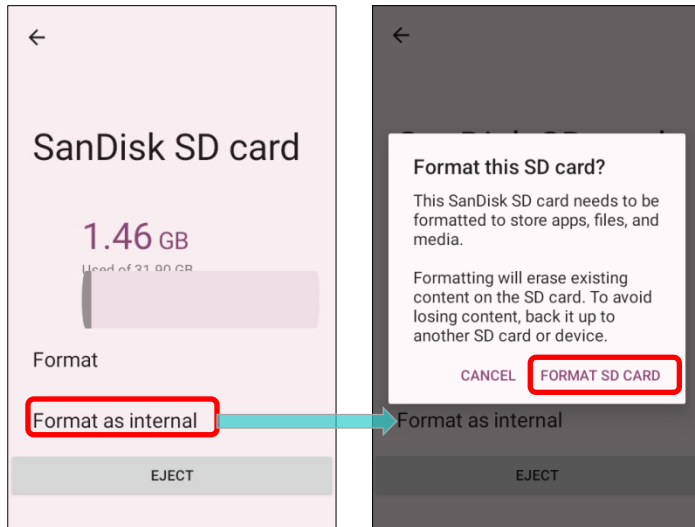 SanDisk SD card
1.46 GB
Used of 31.90 GB
Format
Format as internal
EJECT
Format this SD card?
This SanDisk SD card needs to be
formatted to store apps, files, and
media.
Formatting will erase existing
content on the SD card. To avoid
losing content, back it up to
another SD card or device.
CANCEL FORMAT SD CARD
Format as internal
EJECT